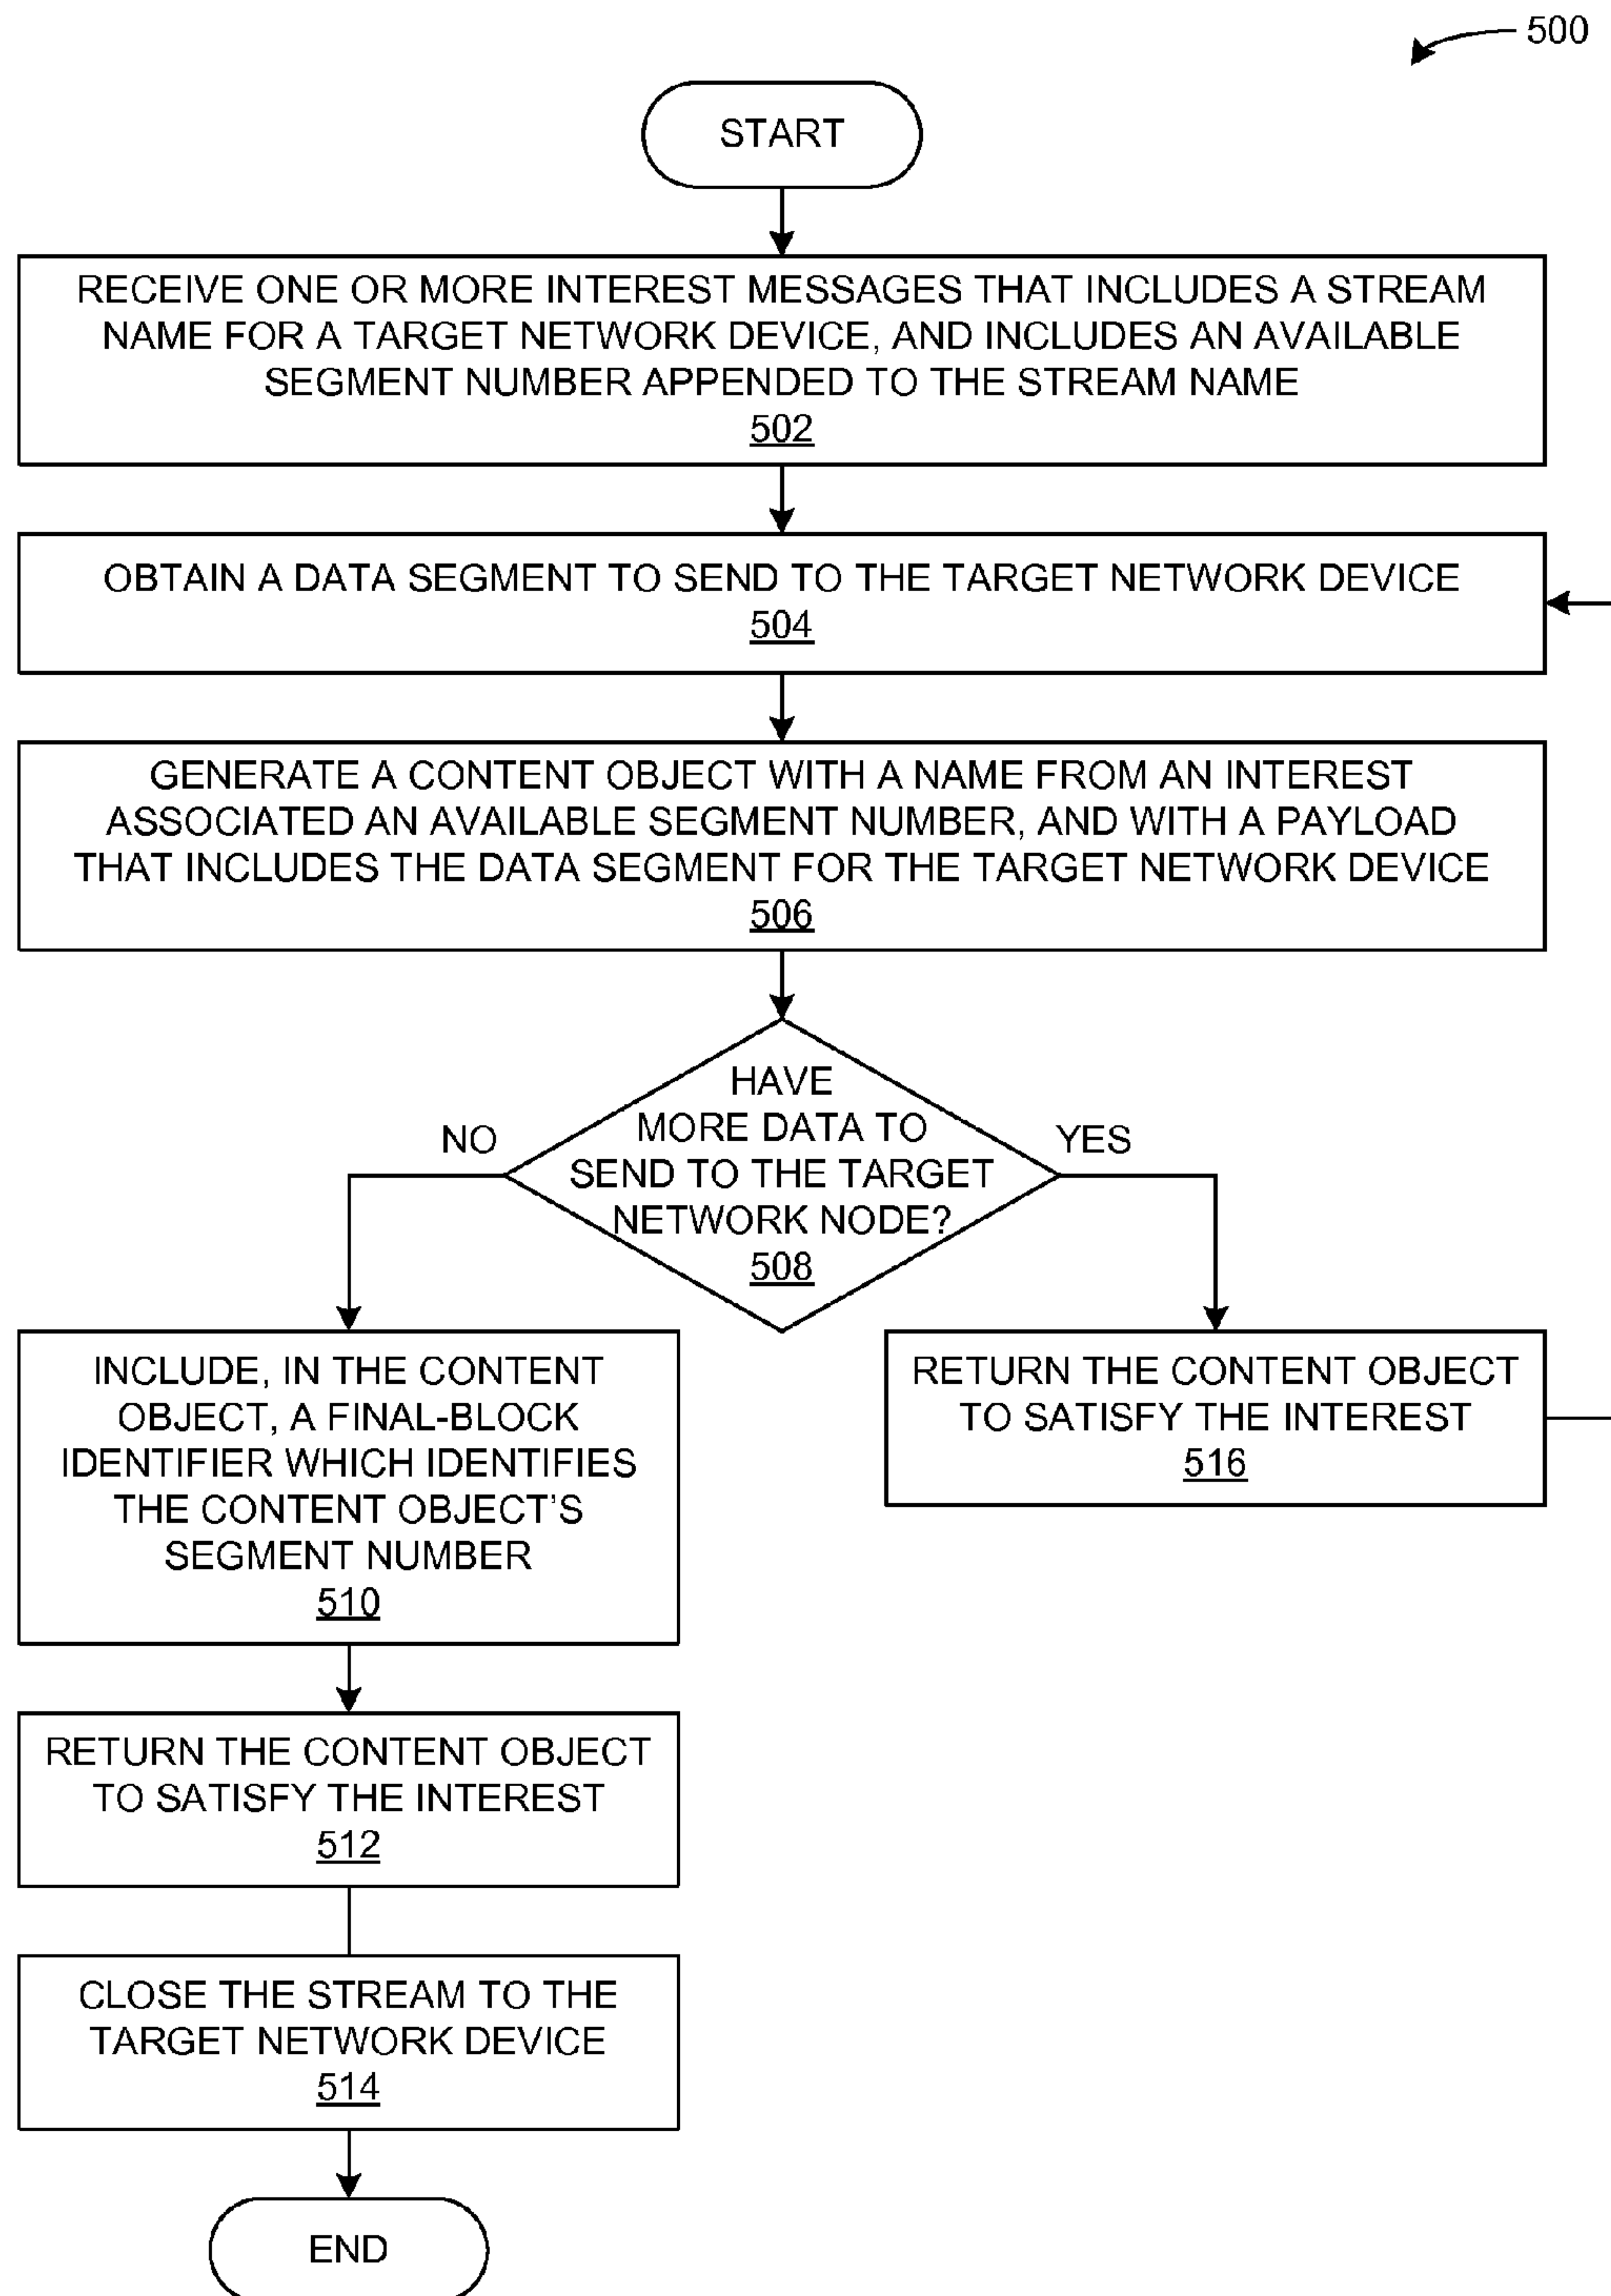 500
START
RECEIVE ONE OR MORE INTEREST MESSAGES THAT INCLUDES A STREAM
NAME FOR A TARGET NETWORK DEVICE, AND INCLUDES AN AVAILABLE
SEGMENT NUMBER APPENDED TO THE STREAM NAME
502
OBTAIN A DATA SEGMENT TO SEND TO THE TARGET NETWORK DEVICE
504
GENERATE A CONTENT OBJECT WITH A NAME FROM AN INTEREST
ASSOCIATED AN AVAILABLE SEGMENT NUMBER, AND WITH A PAYLOAD
THAT INCLUDES THE DATA SEGMENT FOR THE TARGET NETWORK DEVICE
506
HAVE
MORE DATA TO
SEND TO THE TARGET
NETWORK NODE?
508
NO
YES
INCLUDE, IN THE CONTENT
OBJECT, A FINAL-BLOCK
IDENTIFIER WHICH IDENTIFIES
THE CONTENT OBJECT'S
SEGMENT NUMBER
510
RETURN THE CONTENT OBJECT
TO SATISFY THE INTEREST
516
RETURN THE CONTENT OBJECT
TO SATISFY THE INTEREST
512
CLOSE THE STREAM TO THE
TARGET NETWORK DEVICE
514
END